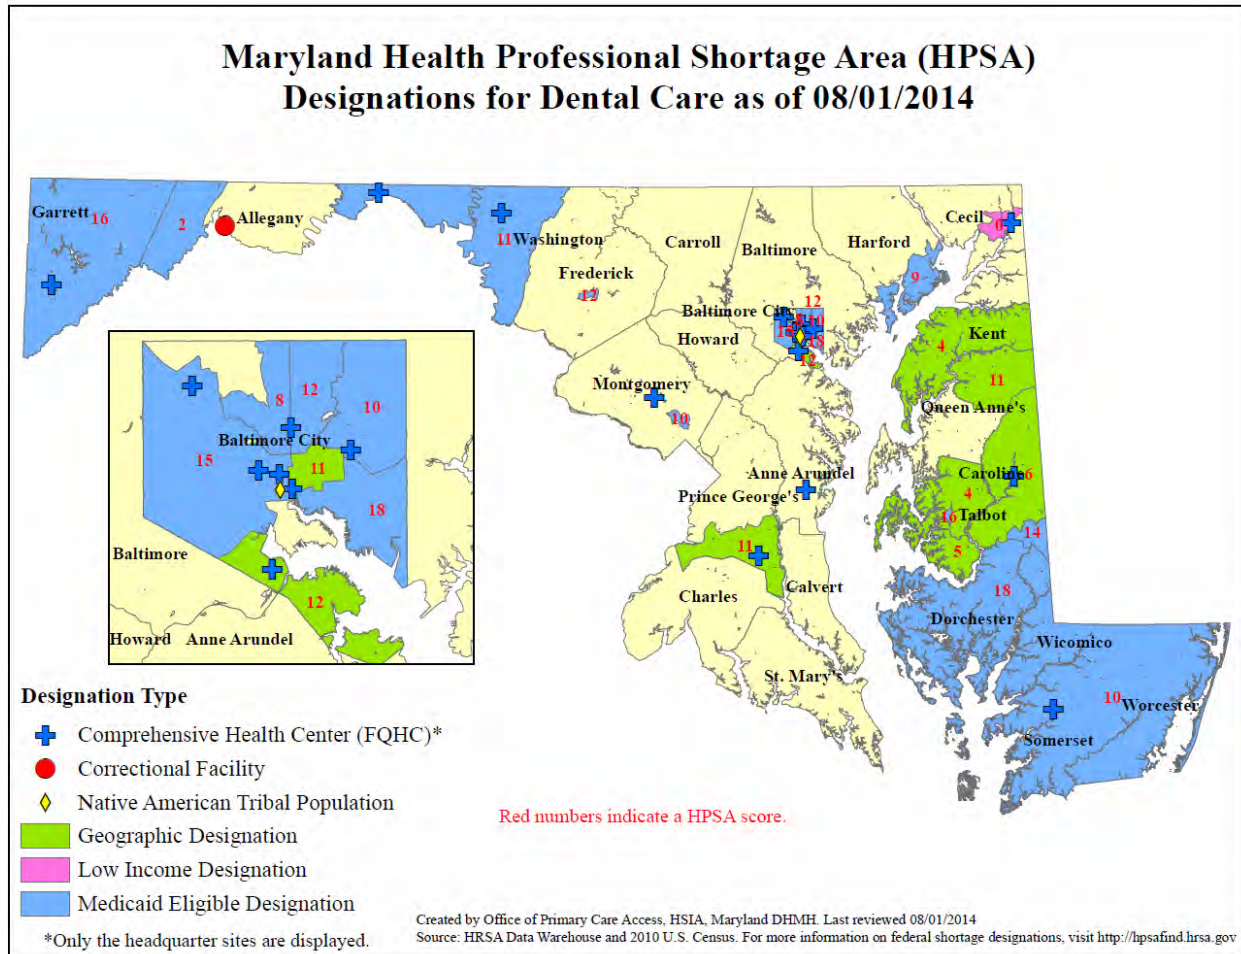 Maryland Health Professional Shortage Area (HPSA)
Designations for Dental Care as of 08/01/2014
Garrett
16
2
Allegany
11
Washington
Frederick
12
Carroll
Baltimore
Harford
9
Cecil
0
12
Baltimore City
8
10
18
12
Howard
Montgomery
10
4
Kent
11
Queen Anne's
Anne Arundel
Prince George's
Caroline
6
4
16
Talbot
5
14
11
Calvert
Charles
18
Dorchester
Wicomico
St. Mary's
10
Worcester
Somerset
8
12
10
Baltimore City
15
11
18
Baltimore
12
Howard
Anne Arundel
Designation Type
Comprehensive Health Center (FQHC)*
Correctional Facility
Native American Tribal Population
Geographic Designation
Low Income Designation
Medicaid Eligible Designation
*Only the headquarter sites are displayed.
Red numbers indicate a HPSA score.
Created by Office of Primary Care Access, HSIA, Maryland DHMH. Last reviewed 08/01/2014
Source: HRSA Data Warehouse and 2010 U.S. Census. For more information on federal shortage designations, visit http://hpsafind.hrsa.gov